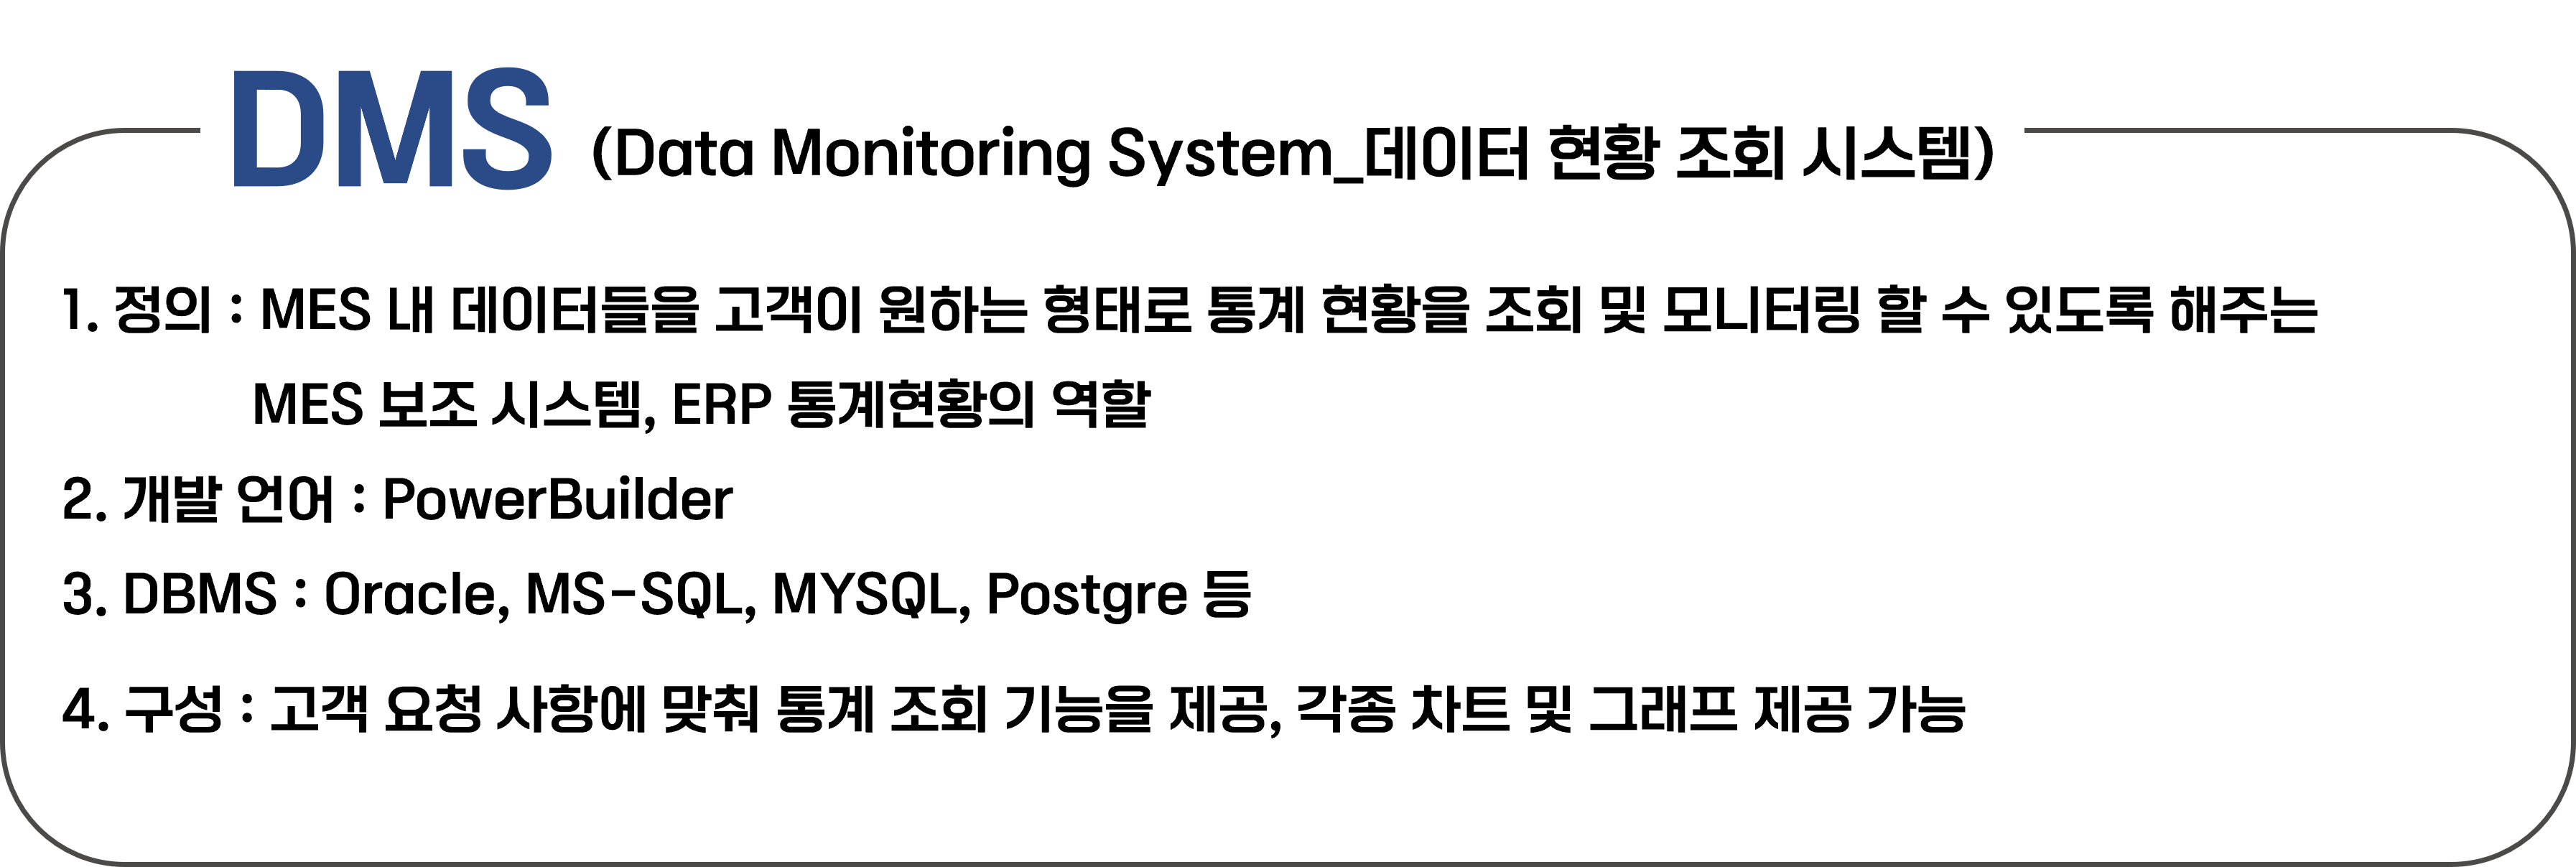 DMS (Data Monitoring System_데이터 현황 조회 시스템)
1. 정의 : MES 내 데이터들을 고객이 원하는 형태로 통계 현황을 조회 및 모니터링 할 수 있도록 해주는
MES 보조 시스템, ERP 통계현황의 역할
2. 개발 언어 : PowerBuilder
3. DBMS : Oracle, MS-SQL, MYSQL, Postgre 등
4. 구성 : 고객 요청 사항에 맞춰 통계 조회 기능을 제공, 각종 차트 및 그래프 제공 가능